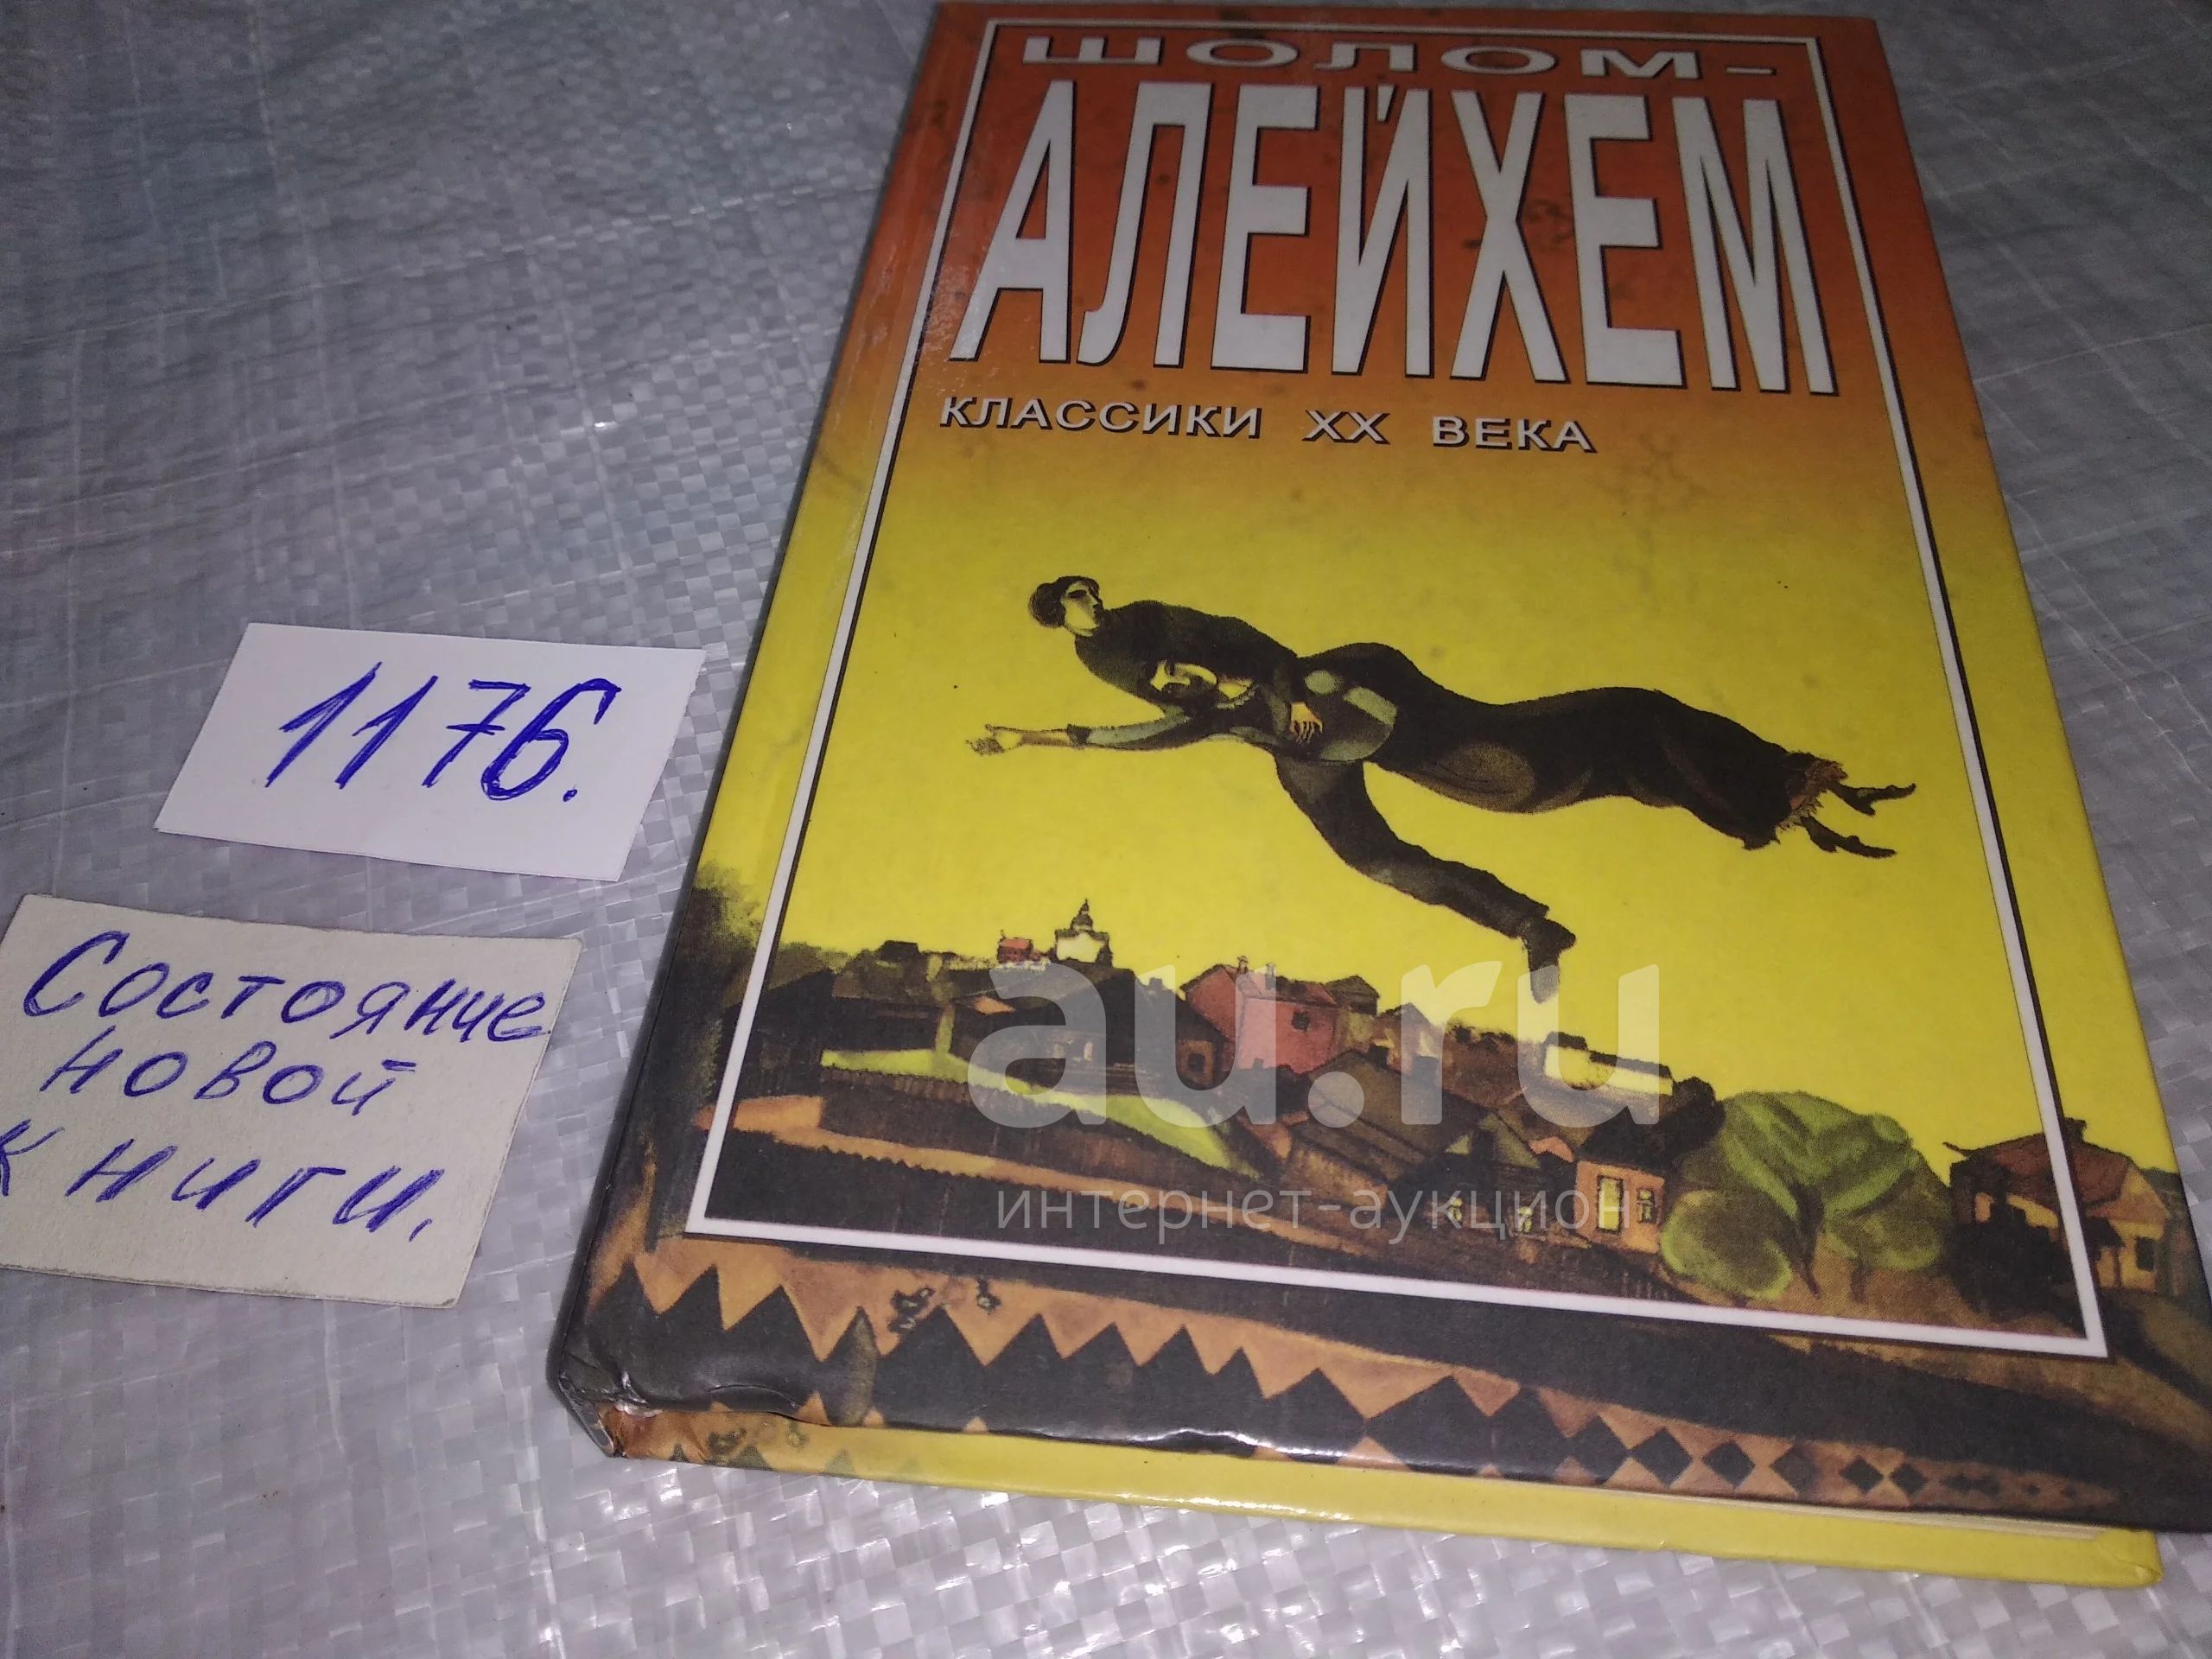 ШОЛОМ-
АЛЕЙХЕМ
КЛАССИКИ XX ВЕКА
1176.
Состояние
новой
книги.
au.ru
интернет-аукцион